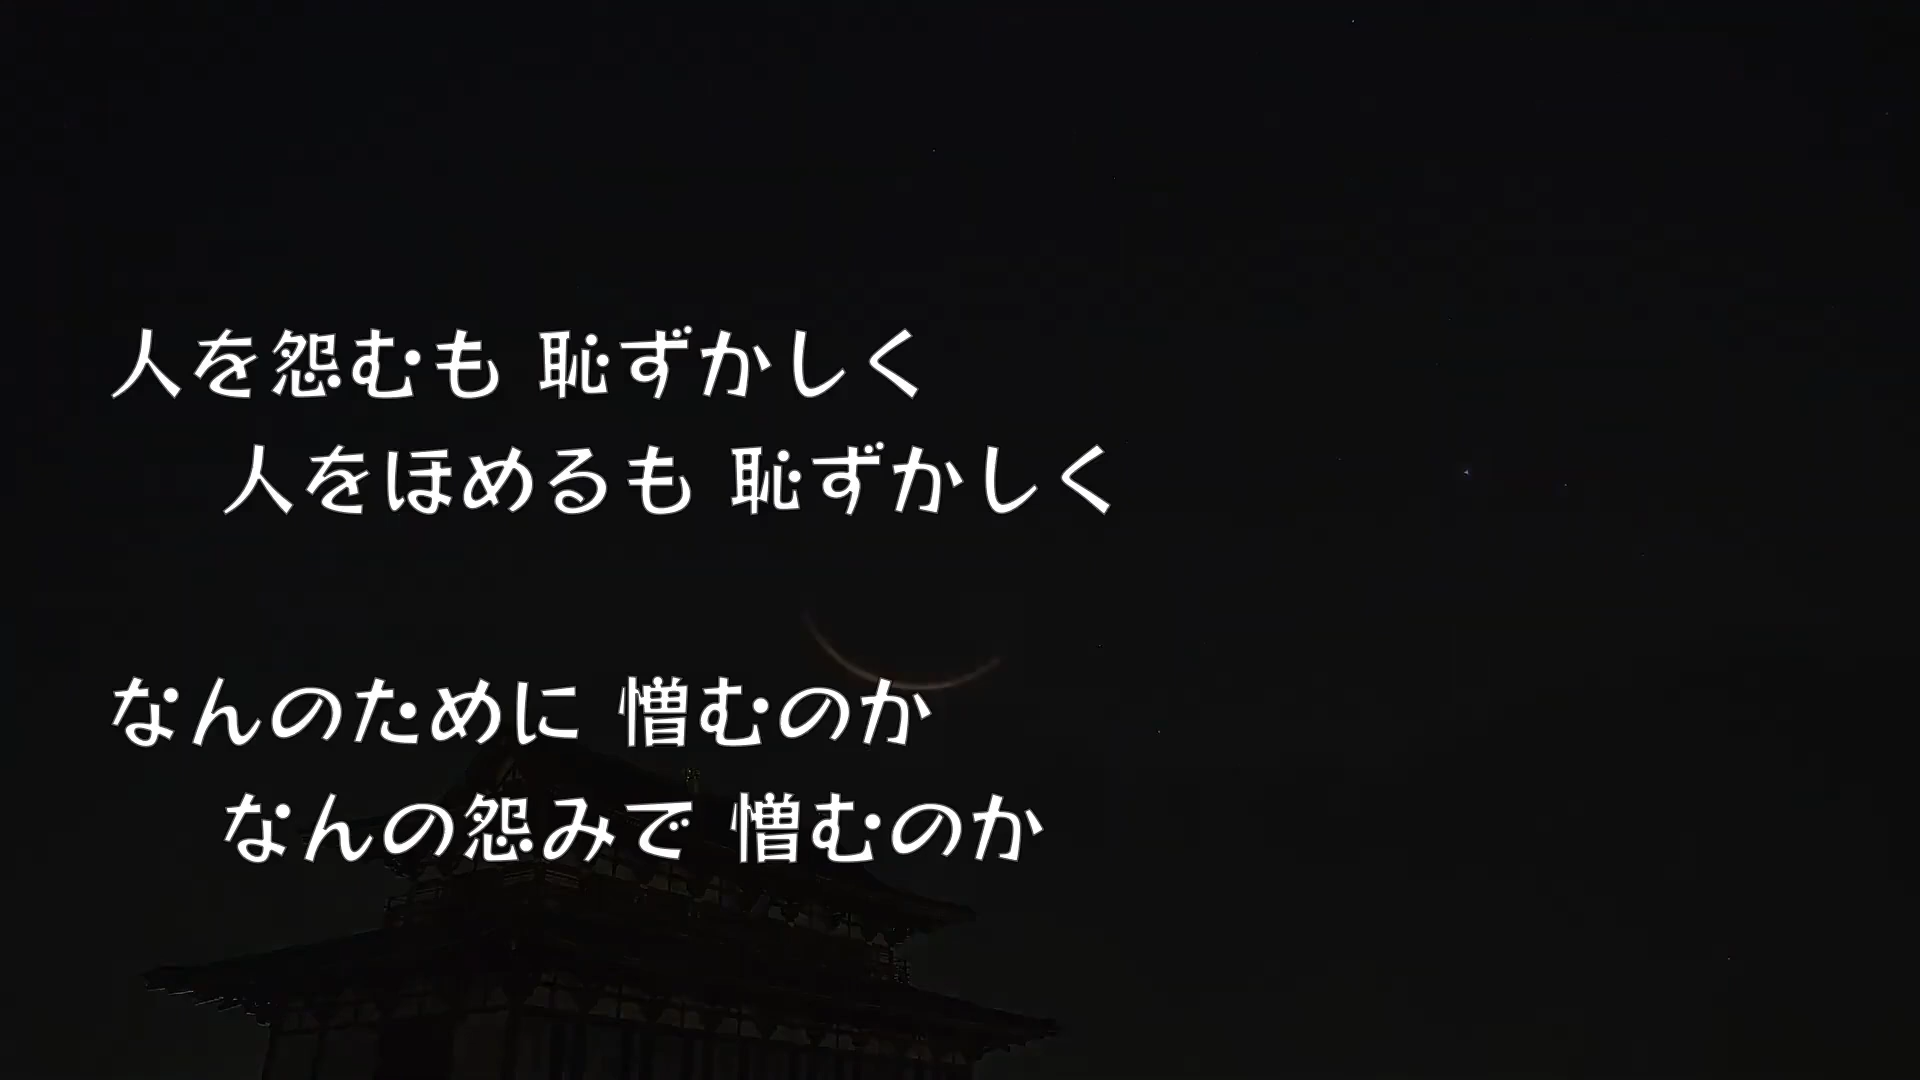 人を怨むも 恥ずかしく
人をほめるも 恥ずかしく
なんのために 憎むのか
なんの怨みで 憎むのか